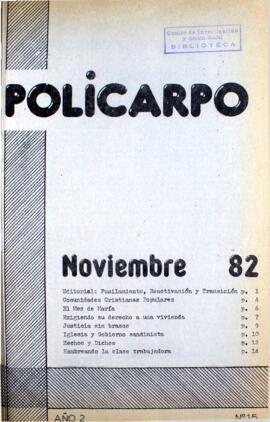 Centro de Investigación
y acción Social
BIBLIOTECA
POLICARPO
Noviembre 82
Editorial: Fusilamiento, Reactivación y Transición p. 1
Comunidades Cristianas Populares p. 4
El Mes de María p. 6
Exigiendo su derecho a una vivienda p. 7
Justicia sin brazos p. 9
Iglesia y Gobierno sandinista p. 10
Hechos y Dichos p. 12
Hambreando la clase trabajadora p. 14
AÑO 2 Nº15